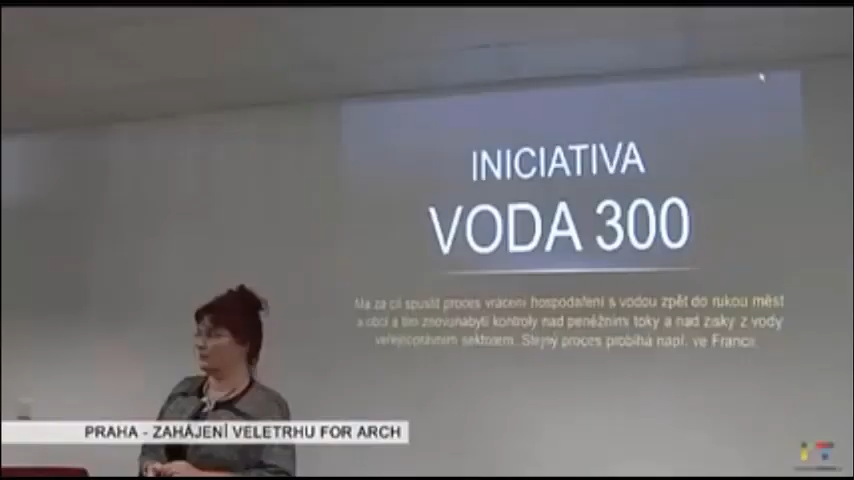 INICIATIVA
VODA 300
Má za cíl spustit proces vrácení hospodaření s vodou zpět do rukou měst
a obcí a tím znovunabytí kontroly nad peněžními toky a nad zisky z vody
veřejnoprávním sektorem. Stejný proces probíhá např. ve Francii.
PRAHA - ZAHÁJENÍ VELETRHU FOR ARCH